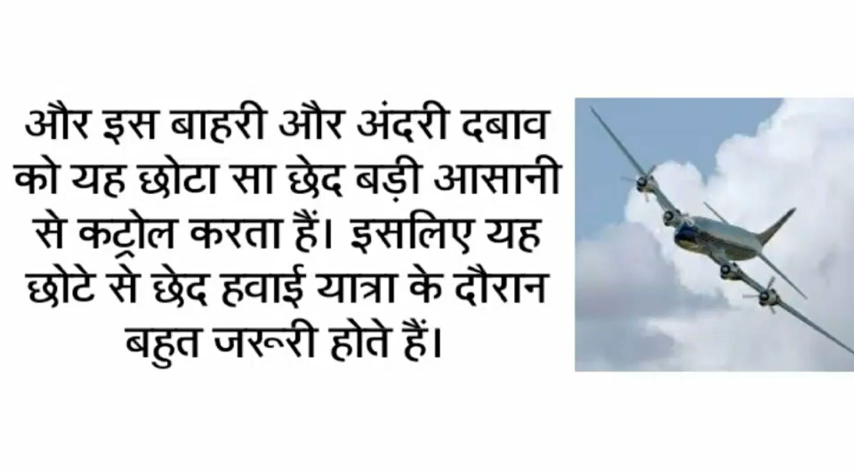 और इस बाहरी और अंदरी दबाव
को यह छोटा सा छेद बड़ी आसानी
से कट्रोल करता हैं। इसलिए यह
छोटे से छेद हवाई यात्रा के दौरान
बहुत जरूरी होते हैं।